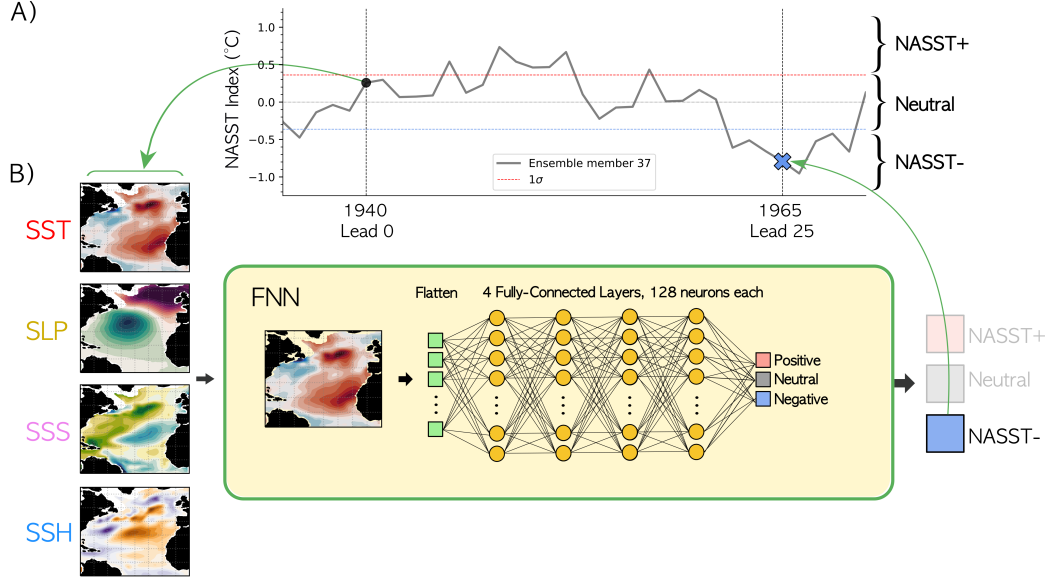 A)
NASST Index (°C)
1.0
0.5
0.0
−0.5
−1.0
Ensemble member 37
1σ
1940
Lead 0
1965
Lead 25
NASST+
Neutral
NASST-
B)
SST
SLP
SSS
SSH
FNN
Flatten
4 Fully-Connected Layers, 128 neurons each
Positive
Neutral
Negative
NASST+
Neutral
NASST-